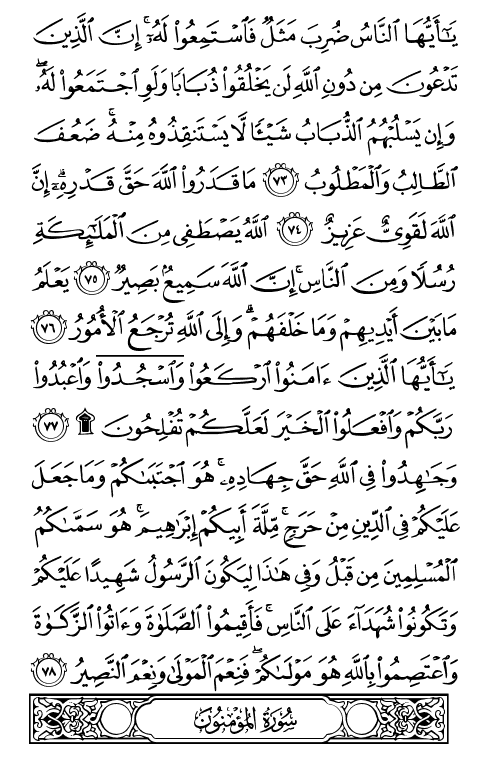 يَٰٓأَيُّهَا ٱلنَّاسُ ضُرِبَ مَثَلٌ فَٱسْتَمِعُوا۟ لَهُۥٓ ۚ إِنَّ ٱلَّذِينَ
تَدْعُونَ مِن دُونِ ٱللَّهِ لَن يَخْلُقُوا۟ ذُبَابًا وَلَوِ ٱجْتَمَعُوا۟ لَهُۥ ۖ
وَإِن يَسْلُبْهُمُ ٱلذُّبَابُ شَيْـًٔا لَّا يَسْتَنقِذُوهُ مِنْهُ ۚ ضَعُفَ
ٱلطَّالِبُ وَٱلْمَطْلُوبُ ﴿٧٣﴾ مَا قَدَرُوا۟ ٱللَّهَ حَقَّ قَدْرِهِۦٓ ۗ إِنَّ
ٱللَّهَ لَقَوِىٌّ عَزِيزٌ ﴿٧٤﴾ ٱللَّهُ يَصْطَفِى مِنَ ٱلْمَلَٰٓئِكَةِ
رُسُلًا وَمِنَ ٱلنَّاسِ ۚ إِنَّ ٱللَّهَ سَمِيعٌۢ بَصِيرٌ ﴿٧٥﴾ يَعْلَمُ
مَا بَيْنَ أَيْدِيهِمْ وَمَا خَلْفَهُمْ ۗ وَإِلَى ٱللَّهِ تُرْجَعُ ٱلْأُمُورُ ﴿٧٦﴾
يَٰٓأَيُّهَا ٱلَّذِينَ ءَامَنُوا۟ ٱرْكَعُوا۟ وَٱسْجُدُوا۟ وَٱعْبُدُوا۟
رَبَّكُمْ وَٱفْعَلُوا۟ ٱلْخَيْرَ لَعَلَّكُمْ تُفْلِحُونَ ۩ ﴿٧٧﴾
وَجَٰهِدُوا۟ فِى ٱللَّهِ حَقَّ جِهَادِهِۦ ۚ هُوَ ٱجْتَبَىٰكُمْ وَمَا جَعَلَ
عَلَيْكُمْ فِى ٱلدِّينِ مِنْ حَرَجٍ ۚ مِّلَّةَ أَبِيكُمْ إِبْرَٰهِيمَ ۚ هُوَ سَمَّىٰكُمُ
ٱلْمُسْلِمِينَ مِن قَبْلُ وَفِى هَٰذَا لِيَكُونَ ٱلرَّسُولُ شَهِيدًا عَلَيْكُمْ
وَتَكُونُوا۟ شُهَدَآءَ عَلَى ٱلنَّاسِ ۚ فَأَقِيمُوا۟ ٱلصَّلَوٰةَ وَءَاتُوا۟ ٱلزَّكَوٰةَ
وَٱعْتَصِمُوا۟ بِٱللَّهِ هُوَ مَوْلَىٰكُمْ ۖ فَنِعْمَ ٱلْمَوْلَىٰ وَنِعْمَ ٱلنَّصِيرُ ﴿٧٨﴾
سُورَةُ المُؤْمِنُونَ